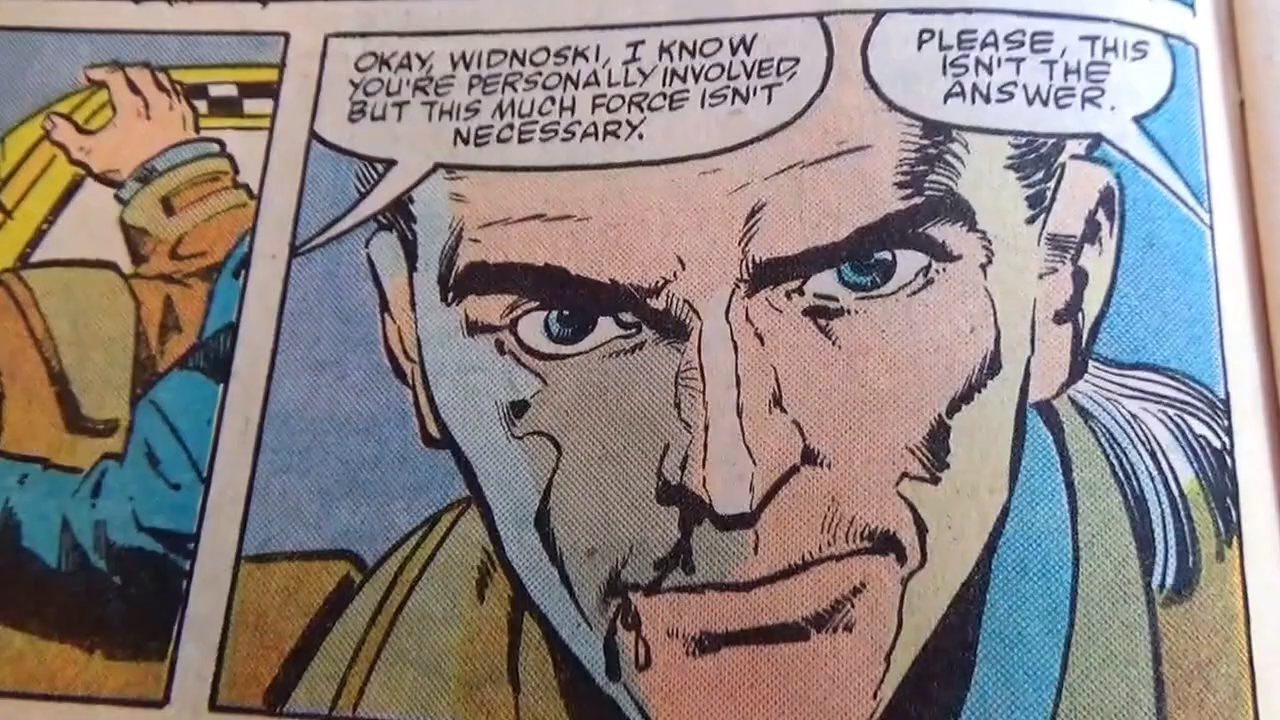 OKAY, WIDNOSKI, I KNOW
YOU'RE PERSONALLY INVOLVED,
BUT THIS MUCH FORCE ISN'T
NECESSARY.
PLEASE, THIS
ISN'T THE
ANSWER.